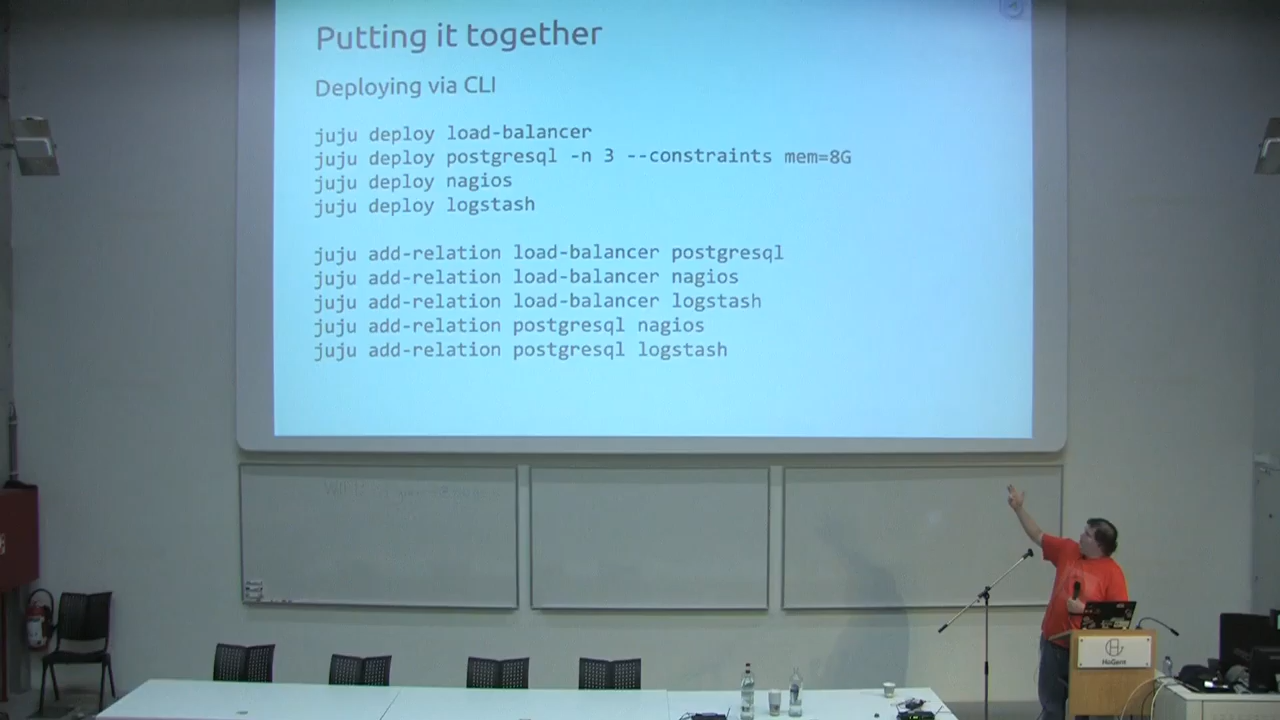 Putting it together
Deploying via CLI
juju deploy load-balancer
juju deploy postgresql -n 3 --constraints mem=8G
juju deploy nagios
juju deploy logstash
juju add-relation load-balancer postgresql
juju add-relation load-balancer nagios
juju add-relation load-balancer logstash
juju add-relation postgresql nagios
juju add-relation postgresql logstash
HoGent